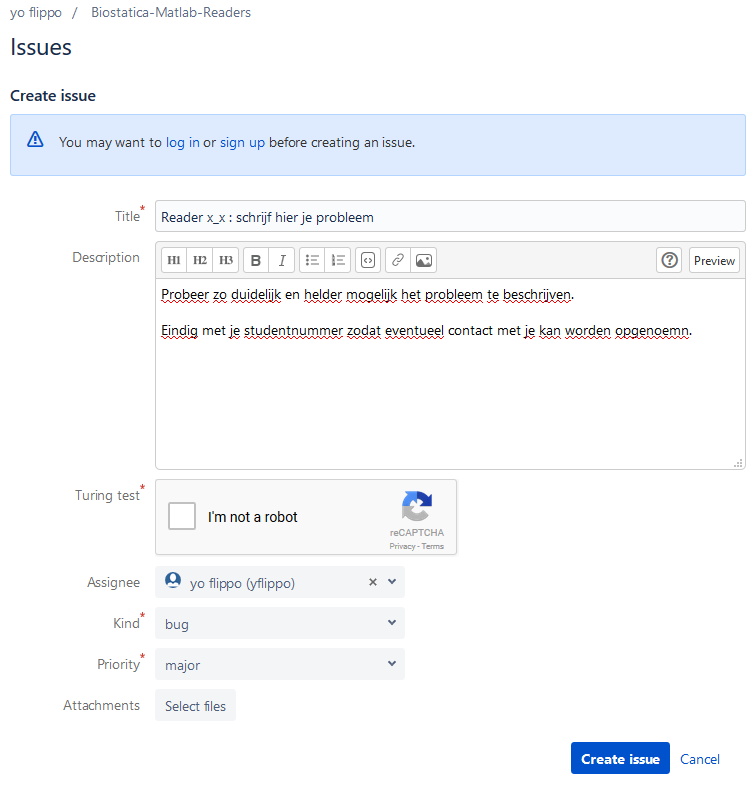 yo flippo / Biostatica-Matlab-Readers
Issues
Create issue
You may want to log in or sign up before creating an issue.
Title* Reader x_x : schrijf hier je probleem
Description H1 H2 H3 B I Preview
Probeer zo duidelijk en helder mogelijk het probleem te beschrijven.
Eindig met je studentnummer zodat eventueel contact met je kan worden opgenoemn.
Turing test* I'm not a robot
reCAPTCHA
Privacy - Terms
Assignee yo flippo (yflippo)
Kind* bug
Priority* major
Attachments Select files
Create issue Cancel